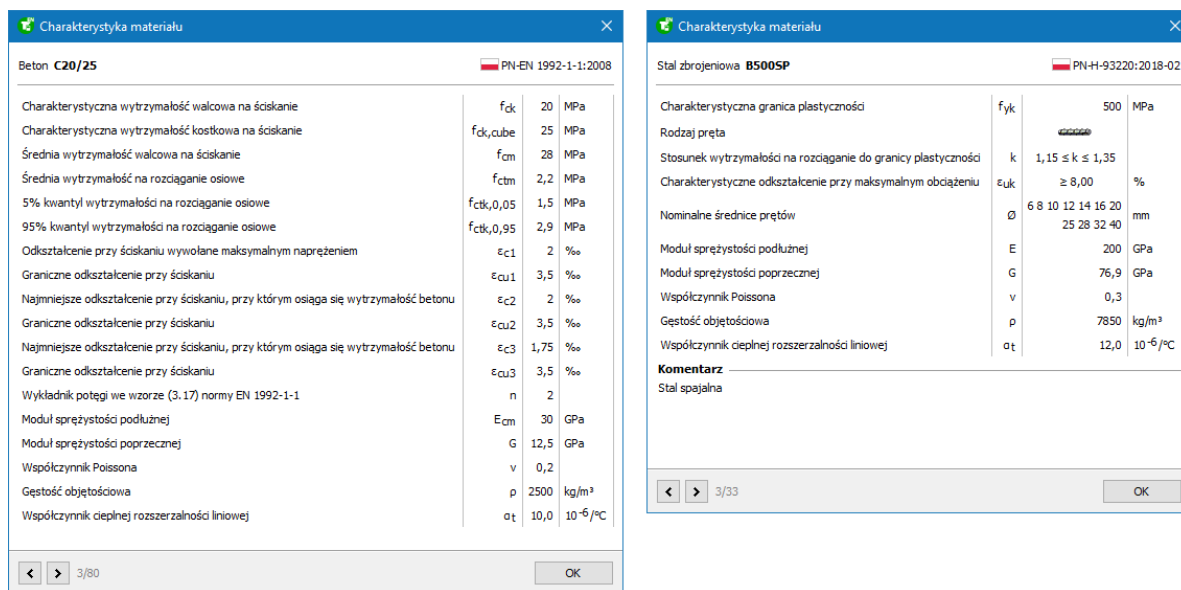 Charakterystyka materiału
Beton C20/25 PN-EN 1992-1-1:2008
Charakterystyczna wytrzymałość walcowa na ściskanie fck 20 MPa
Charakterystyczna wytrzymałość kostkowa na ściskanie fck,cube 25 MPa
Średnia wytrzymałość walcowa na ściskanie fcm 28 MPa
Średnia wytrzymałość na rozciąganie osiowe fctm 2,2 MPa
5% kwantyl wytrzymałości na rozciąganie osiowe fctk,0,05 1,5 MPa
95% kwantyl wytrzymałości na rozciąganie osiowe fctk,0,95 2,9 MPa
Odkształcenie przy ściskaniu wywołane maksymalnym naprężeniem εc1 2 ‰
Graniczne odkształcenie przy ściskaniu εcu1 3,5 ‰
Najmniejsze odkształcenie przy ściskaniu, przy którym osiąga się wytrzymałość betonu εc2 2 ‰
Graniczne odkształcenie przy ściskaniu εcu2 3,5 ‰
Najmniejsze odkształcenie przy ściskaniu, przy którym osiąga się wytrzymałość betonu εc3 1,75 ‰
Graniczne odkształcenie przy ściskaniu εcu3 3,5 ‰
Wykładnik potęgi we wzorze (3.17) normy EN 1992-1-1 n 2
Moduł sprężystości podłużnej Ecm 30 GPa
Moduł sprężystości poprzecznej G 12,5 GPa
Współczynnik Poissona ν 0,2
Gęstość objętościowa ρ 2500 kg/m³
Współczynnik cieplnej rozszerzalności liniowej αt 10,0 10⁻⁶/°C
3/80 OK
Charakterystyka materiału
Stal zbrojeniowa B500SP PN-H-93220:2018-02
Charakterystyczna granica plastyczności fyk 500 MPa
Rodzaj pręta
Stosunek wytrzymałości na rozciąganie do granicy plastyczności k 1,15 ≤ k ≤ 1,35
Charakterystyczne odkształcenie przy maksymalnym obciążeniu εuk ≥ 8,00 %
Nominalne średnice prętów Ø 6 8 10 12 14 16 20 mm
25 28 32 40
Moduł sprężystości podłużnej E 200 GPa
Moduł sprężystości poprzecznej G 76,9 GPa
Współczynnik Poissona ν 0,3
Gęstość objętościowa ρ 7850 kg/m³
Współczynnik cieplnej rozszerzalności liniowej αt 12,0 10⁻⁶/°C
Komentarz
Stal spajalna
3/33 OK